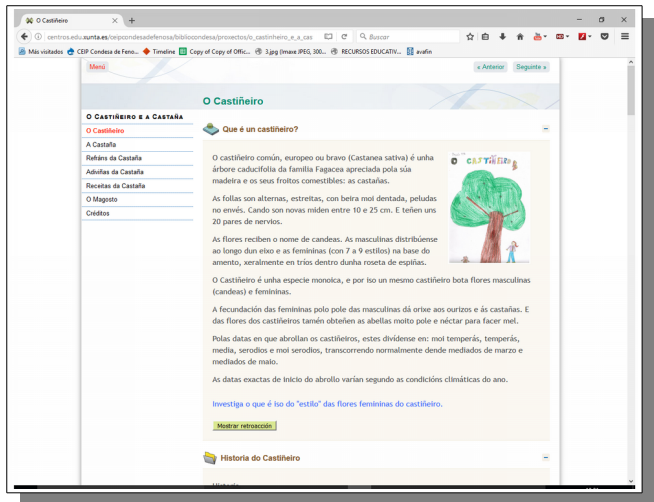 O Castiñeiro
centros.edu.xunta.es/ceipcondesadefenosa/bibliocondesa/proxectos/o_castinheiro_e_a_cas
Buscar
Más visitados CEIP Condesa de Feno... Timeline Copy of Copy of Offic... 3.jpg (Imaxe JPEG, 300... RECURSOS EDUCATIV... avafin
Menú
« Anterior Seguinte »
O Castiñeiro
O Castiñeiro e a Castaña
O Castiñeiro
A Castaña
Refráns da Castaña
Adiviñas da Castaña
Receitas da Castaña
O Magosto
Créditos
Que é un castiñeiro?
O castiñeiro común, europeo ou bravo (Castanea sativa) é unha
árbore caducifolia da familia Fagacea apreciada pola súa
madeira e os seus froitos comestibles: as castañas.
O CASTIÑEIRO
As follas son alternas, estreitas, con beira moi dentada, peludas
no envés. Cando son novas miden entre 10 e 25 cm. E teñen uns
20 pares de nervios.
As flores reciben o nome de candeas. As masculinas distribúense
ao longo dun eixo e as femininas (con 7 a 9 estilos) na base do
amento, xeralmente en tríos dentro dunha roseta de espiñas.
O Castiñeiro é unha especie monoica, e por iso un mesmo castiñeiro bota flores masculinas
(candeas) e femininas.
A fecundación das femininas polo pole das masculinas dá orixe aos ourizos e ás castañas. E
das flores dos castiñeiros tamén obteñen as abellas moito pole e néctar para facer mel.
Polas datas en que abrollan os castiñeiros, estes divídense en: moi temperás, temperás,
media, serodios e moi serodios, transcorrendo normalmente dende mediados de marzo e
mediados de maio.
As datas exactas de inicio do abrollo varían segundo as condicións climáticas do ano.
Investiga o que é iso do "estilo" das flores femininas do castiñeiro.
Mostrar retroacción
Historia do Castiñeiro